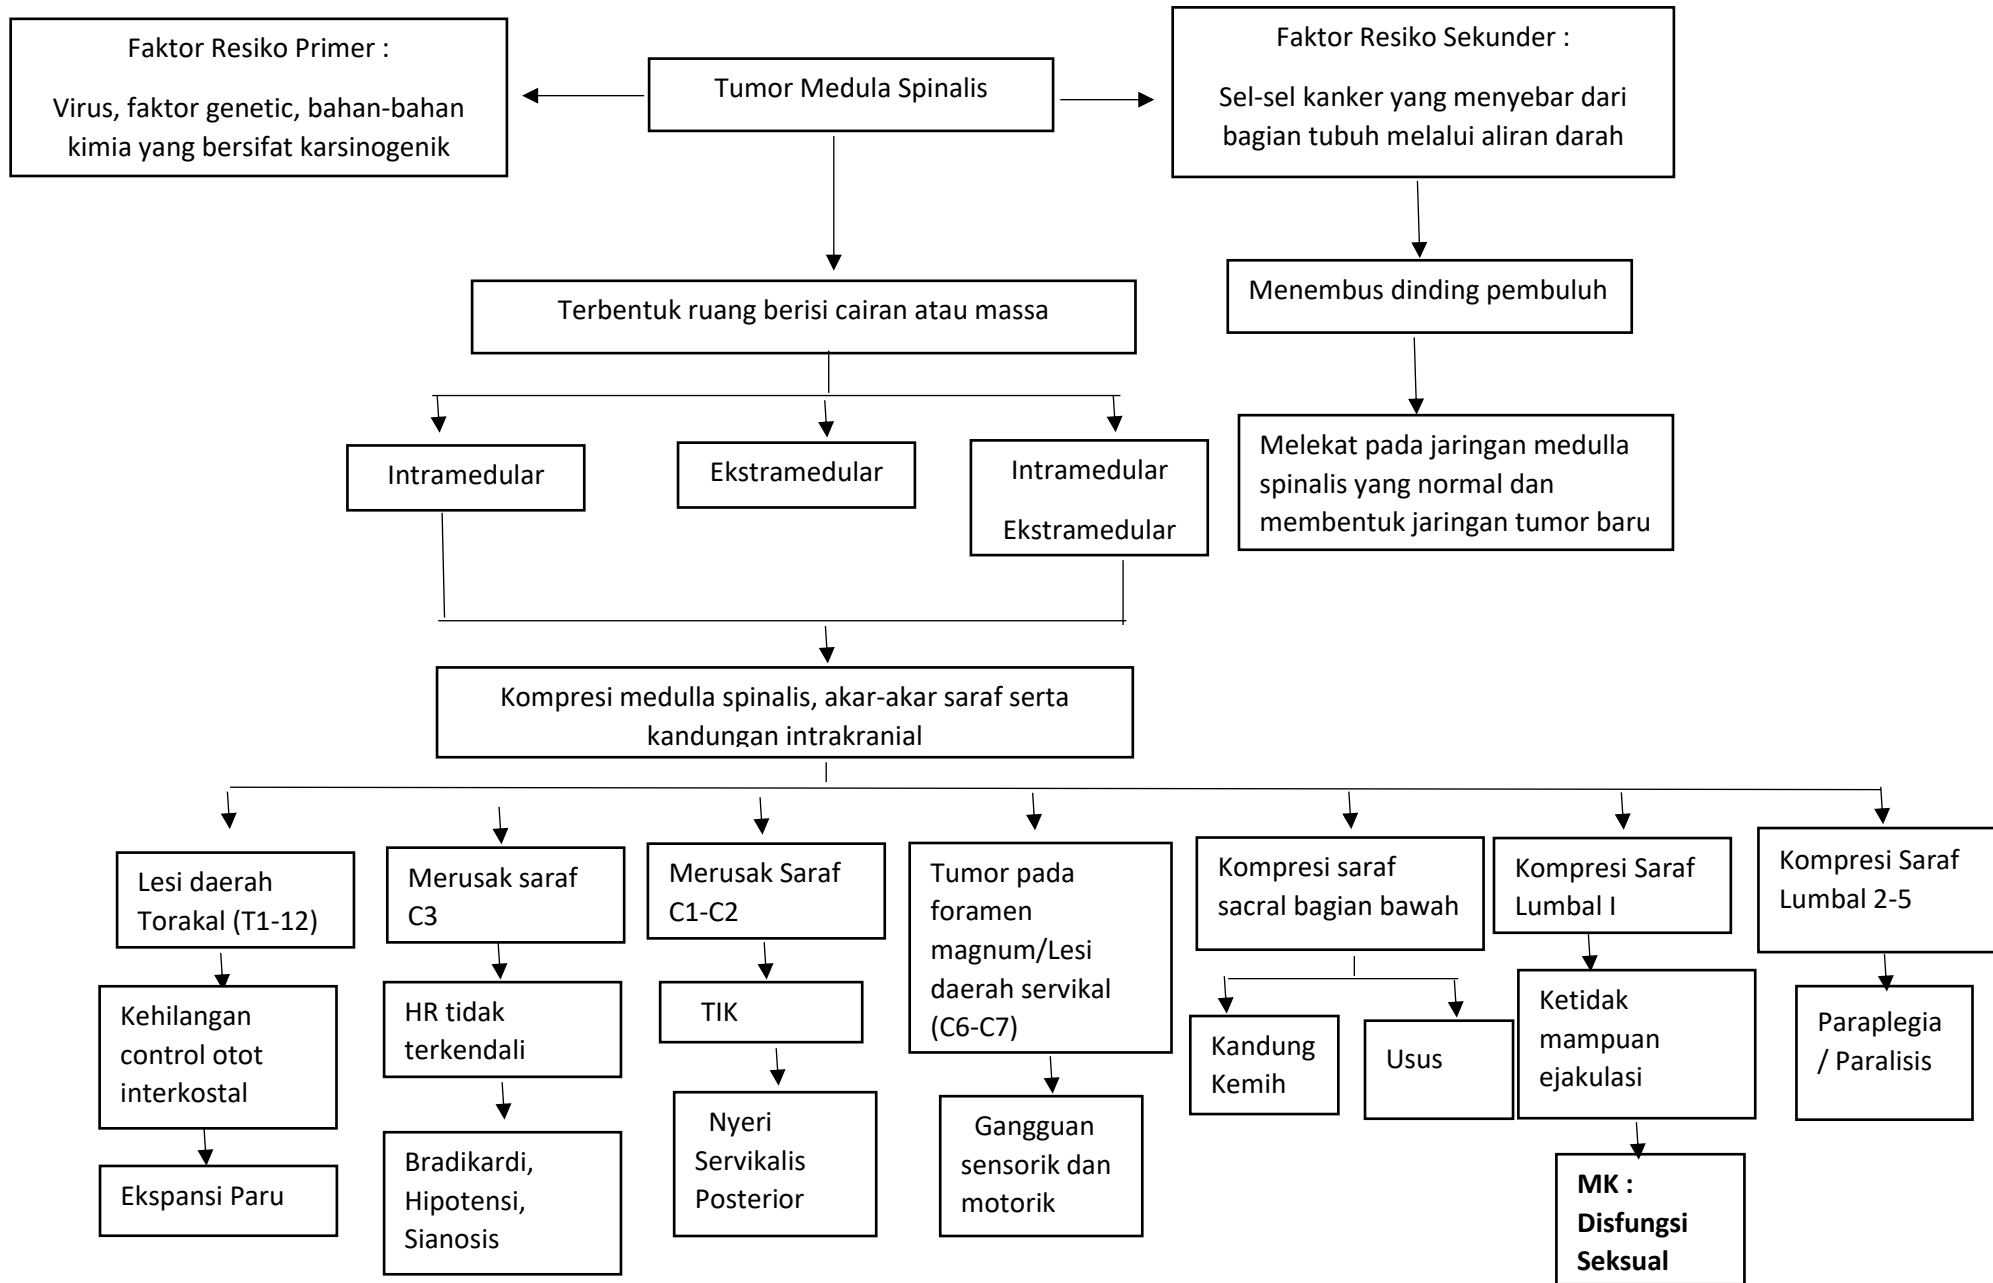 Faktor Resiko Primer :
Virus, faktor genetic, bahan-bahan
kimia yang bersifat karsinogenik
Tumor Medula Spinalis
Faktor Resiko Sekunder :
Sel-sel kanker yang menyebar dari
bagian tubuh melalui aliran darah
Terbentuk ruang berisi cairan atau massa
Menembus dinding pembuluh
Intramedular
Ekstramedular
Intramedular
Ekstramedular
Melekat pada jaringan medulla
spinalis yang normal dan
membentuk jaringan tumor baru
Kompresi medulla spinalis, akar-akar saraf serta
kandungan intrakranial
Lesi daerah
Torakal (T1-12)
Merusak saraf
C3
Merusak Saraf
C1-C2
Tumor pada
foramen
magnum/Lesi
daerah servikal
(C6-C7)
Kompresi saraf
sacral bagian bawah
Kompresi Saraf
Lumbal I
Kompresi Saraf
Lumbal 2-5
Kehilangan
control otot
interkostal
HR tidak
terkendali
TIK
Gangguan
sensorik dan
motorik
Kandung
Kemih
Usus
Ketidak
mampuan
ejakulasi
Paraplegia
/ Paralisis
Ekspansi Paru
Bradikardi,
Hipotensi,
Sianosis
Nyeri
Servikalis
Posterior
MK :
Disfungsi
Seksual